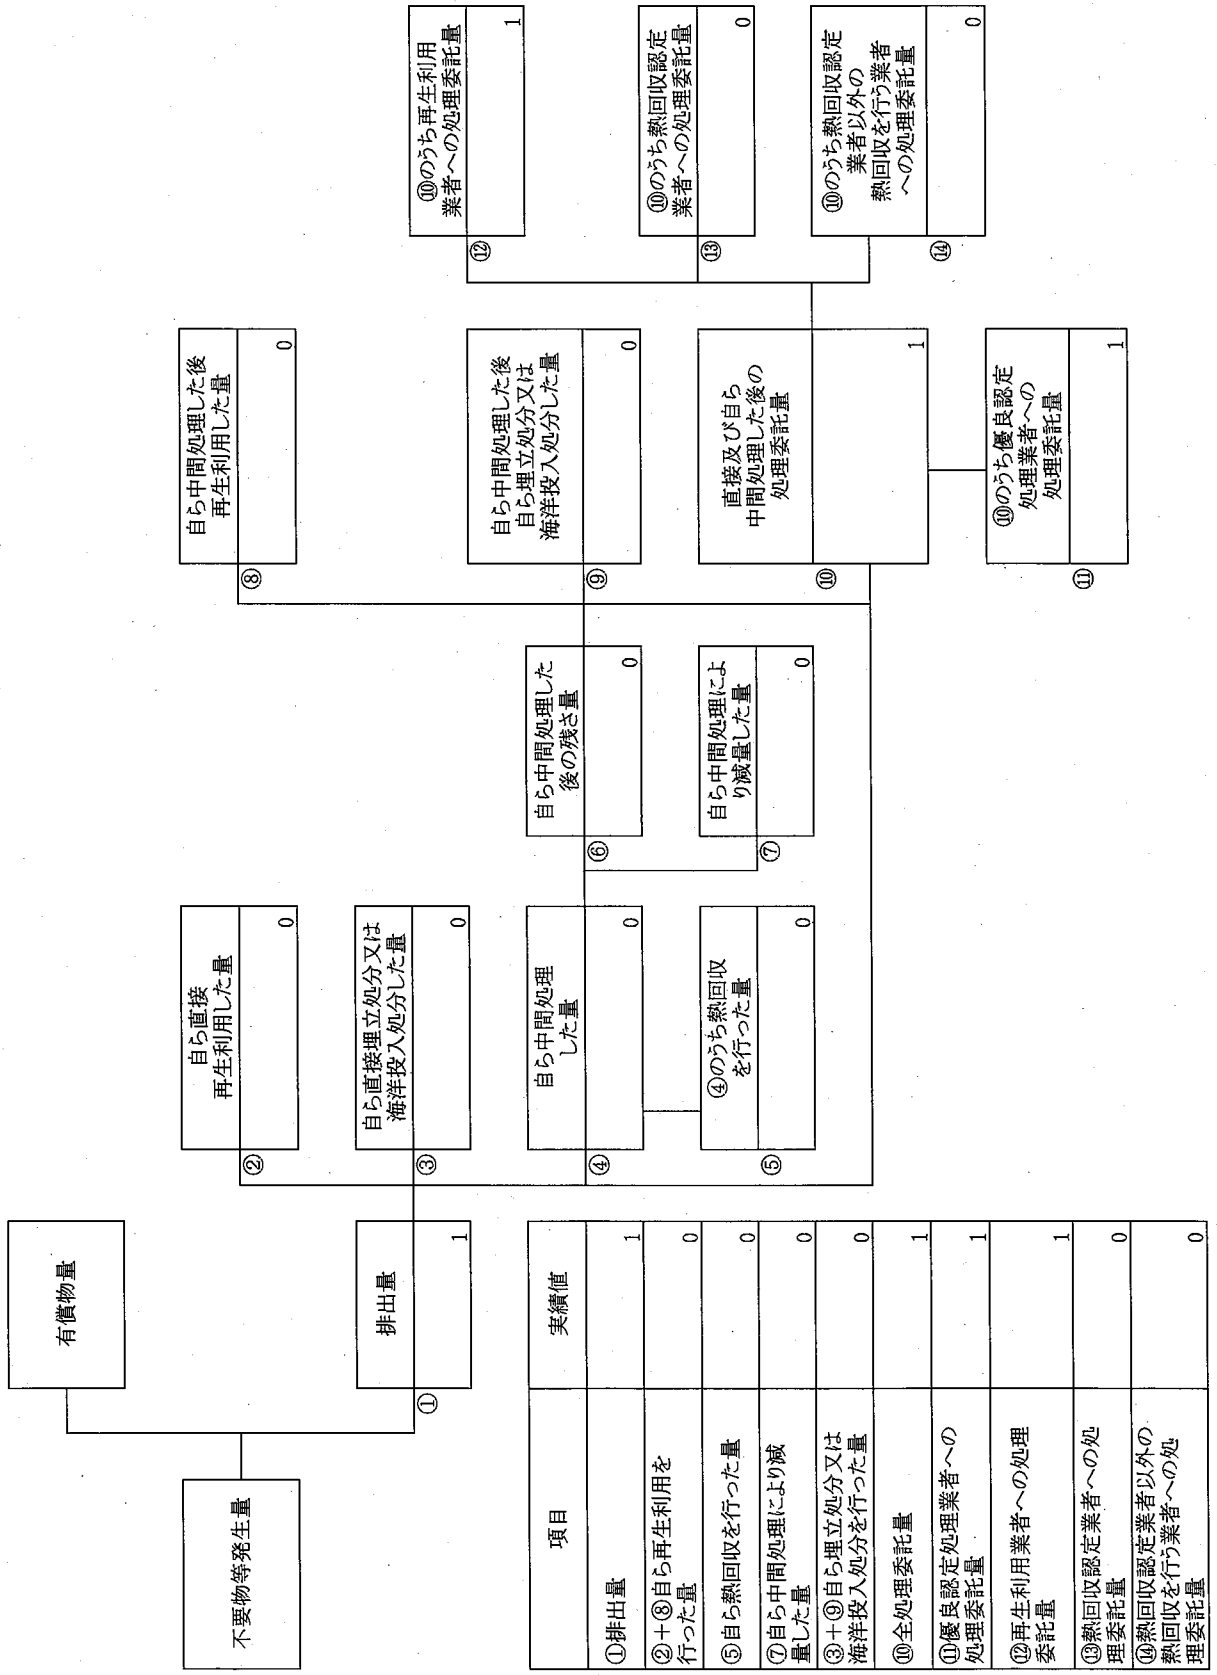 不要物等発生量
有償物量
①
排出量
1
②
自ら直接
再生利用した量
0
③
自ら直接埋立処分又は
海洋投入処分した量
0
④
自ら中間処理
した量
0
⑤
④のうち熱回収
を行った量
0
⑥
自ら中間処理した
後の残さ量
0
⑦
自ら中間処理によ
り減量した量
0
⑧
自ら中間処理した後
再生利用した量
0
⑨
自ら中間処理した後
自ら埋立処分又は
海洋投入処分した量
0
⑩
直接及び自ら
中間処理した後の
処理委託量
1
⑪
⑩のうち優良認定
処理業者への
処理委託量
1
⑫
⑩のうち再生利用
業者への処理委託量
1
⑬
⑩のうち熱回収認定
業者への処理委託量
0
⑭
⑩のうち熱回収認定
業者以外の
熱回収を行う業者
への処理委託量
0
項目 実績値
①排出量 1
②+⑧自ら再生利用を
行った量 0
⑤自ら熱回収を行った量 0
⑦自ら中間処理により減
量した量 0
③+⑨自ら埋立処分又は
海洋投入処分を行った量 0
⑩全処理委託量 1
⑪優良認定処理業者への
処理委託量 1
⑫再生利用業者への処理
委託量 1
⑬熱回収認定業者への処
理委託量 0
⑭熱回収認定業者以外の
熱回収を行う業者への処
理委託量 0